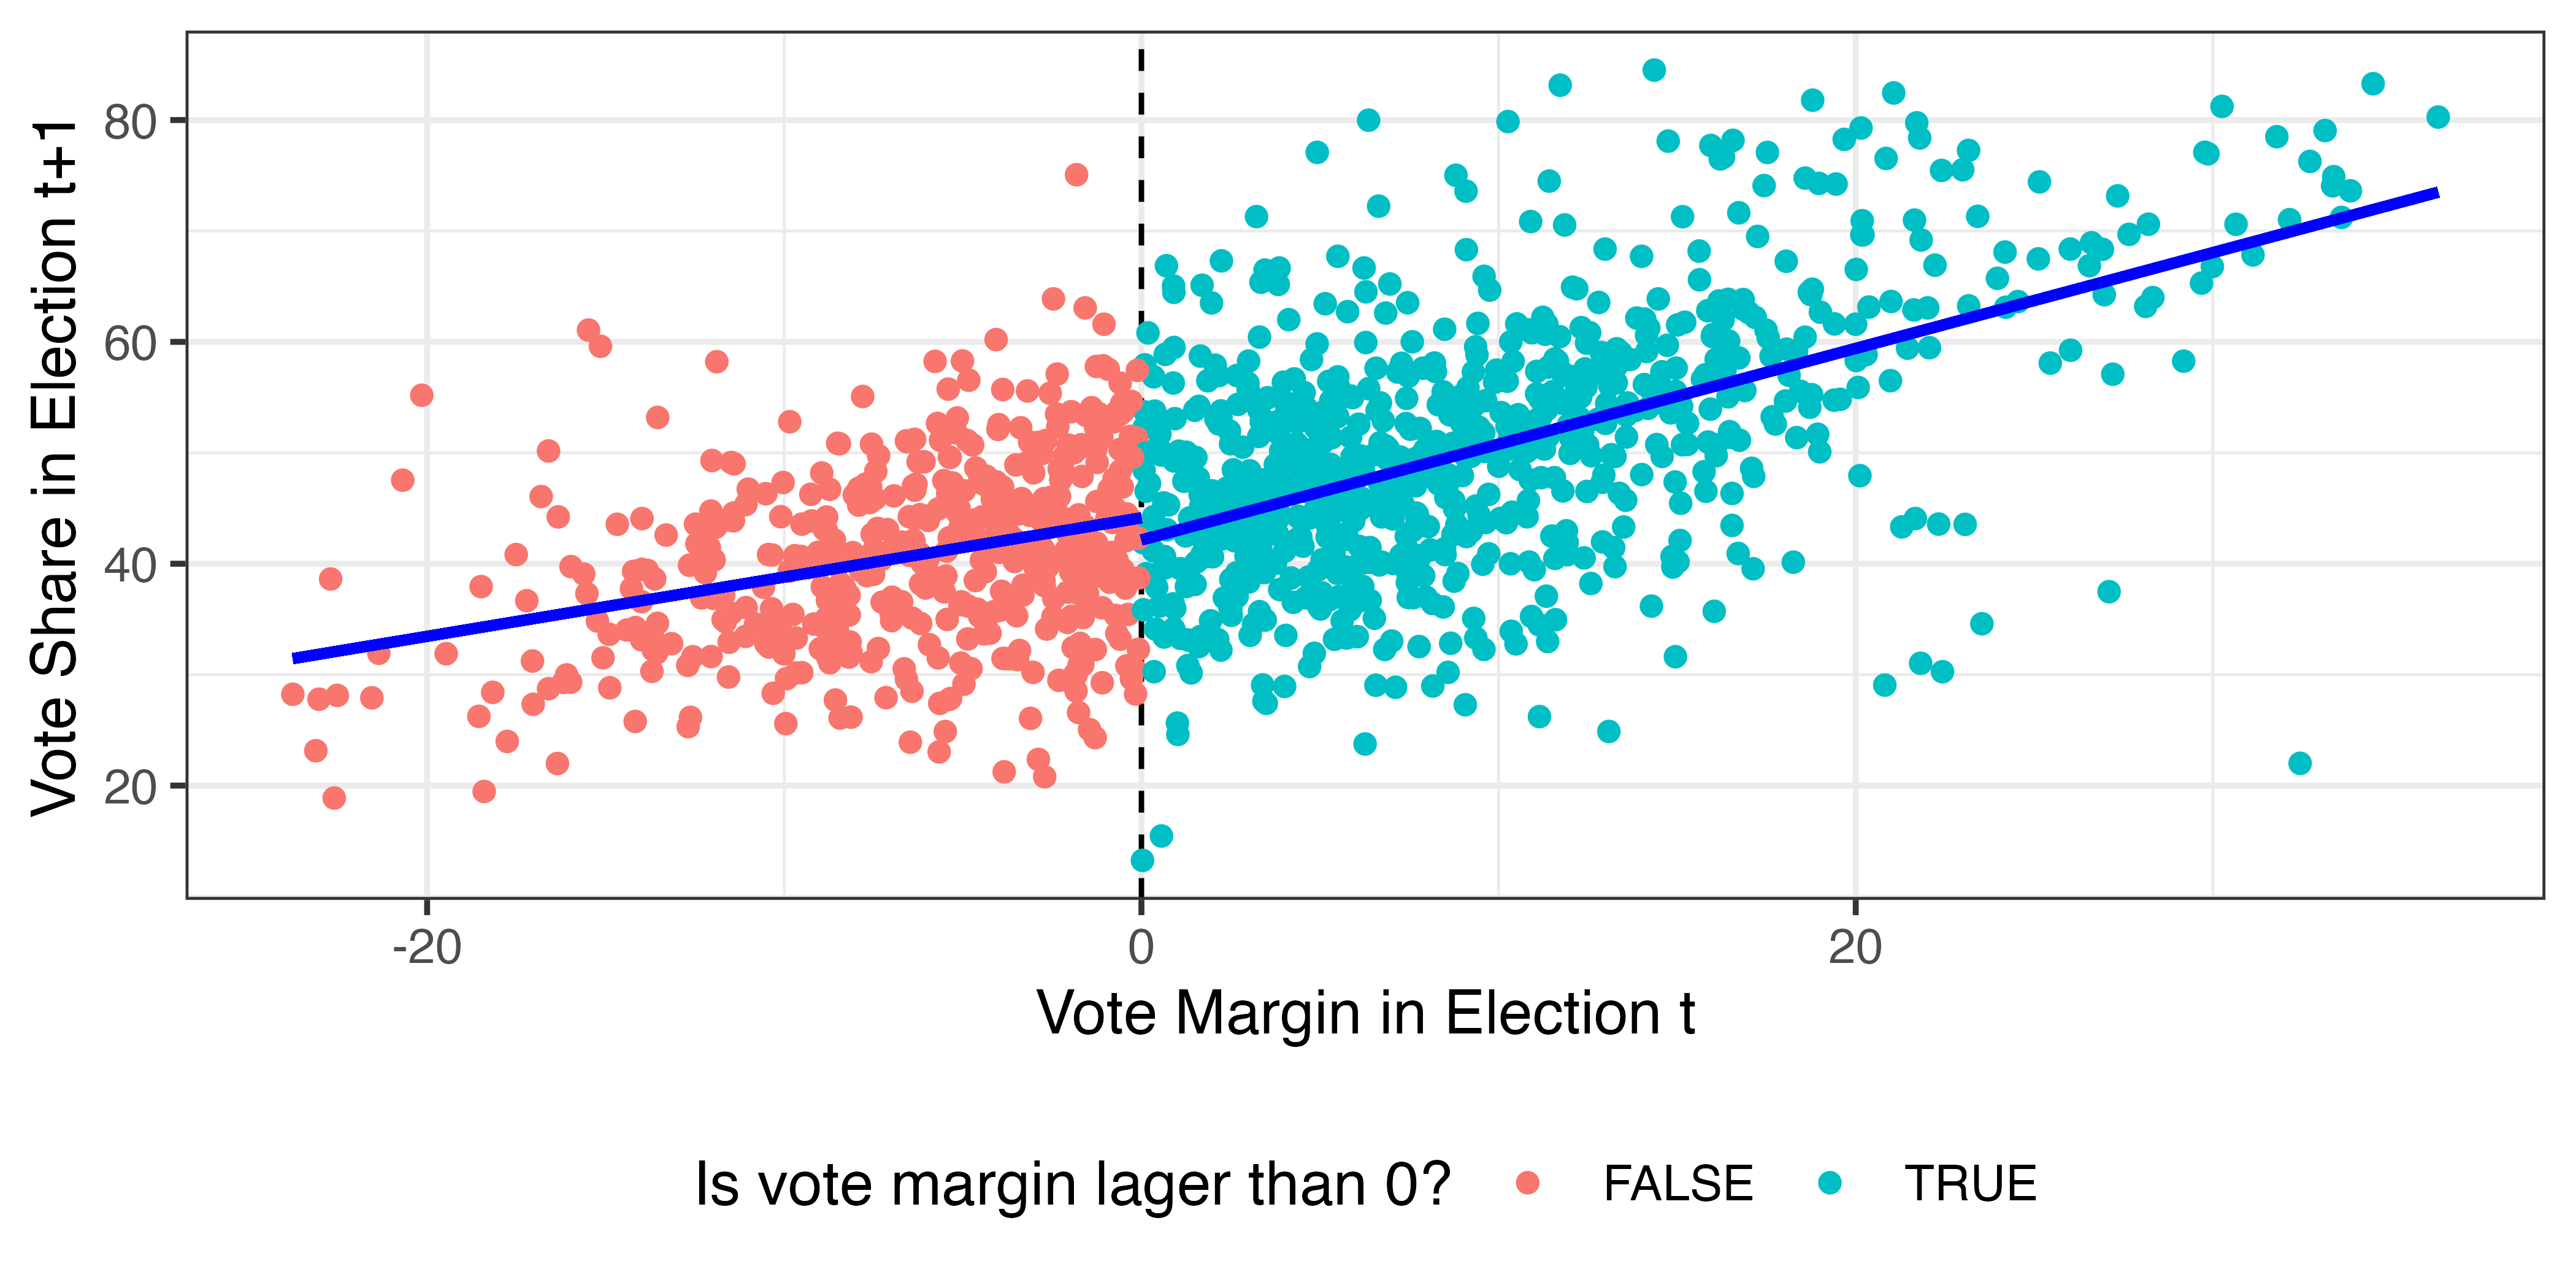 Vote Share in Election t+1
80
60
40
20
-20 0 20
Vote Margin in Election t
Is vote margin lager than 0? FALSE TRUE